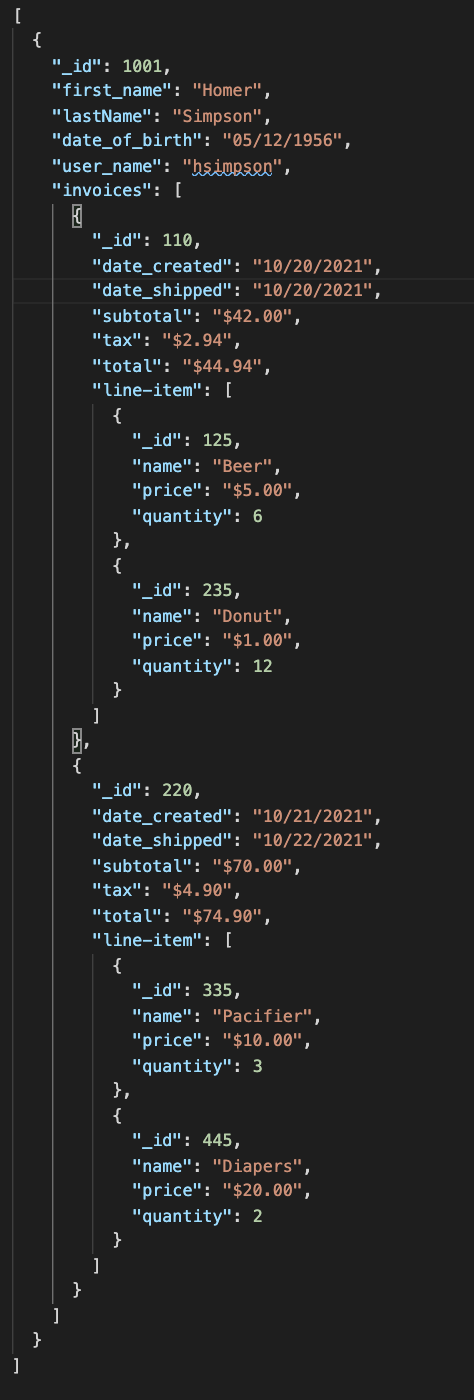 [
{
"_id": 1001,
"first_name": "Homer",
"lastName": "Simpson",
"date_of_birth": "05/12/1956",
"user_name": "hsimpson",
"invoices": [
{
"_id": 110,
"date_created": "10/20/2021",
"date_shipped": "10/20/2021",
"subtotal": "$42.00",
"tax": "$2.94",
"total": "$44.94",
"line-item": [
{
"_id": 125,
"name": "Beer",
"price": "$5.00",
"quantity": 6
},
{
"_id": 235,
"name": "Donut",
"price": "$1.00",
"quantity": 12
}
]
},
{
"_id": 220,
"date_created": "10/21/2021",
"date_shipped": "10/22/2021",
"subtotal": "$70.00",
"tax": "$4.90",
"total": "$74.90",
"line-item": [
{
"_id": 335,
"name": "Pacifier",
"price": "$10.00",
"quantity": 3
},
{
"_id": 445,
"name": "Diapers",
"price": "$20.00",
"quantity": 2
}
]
}
]
}
]